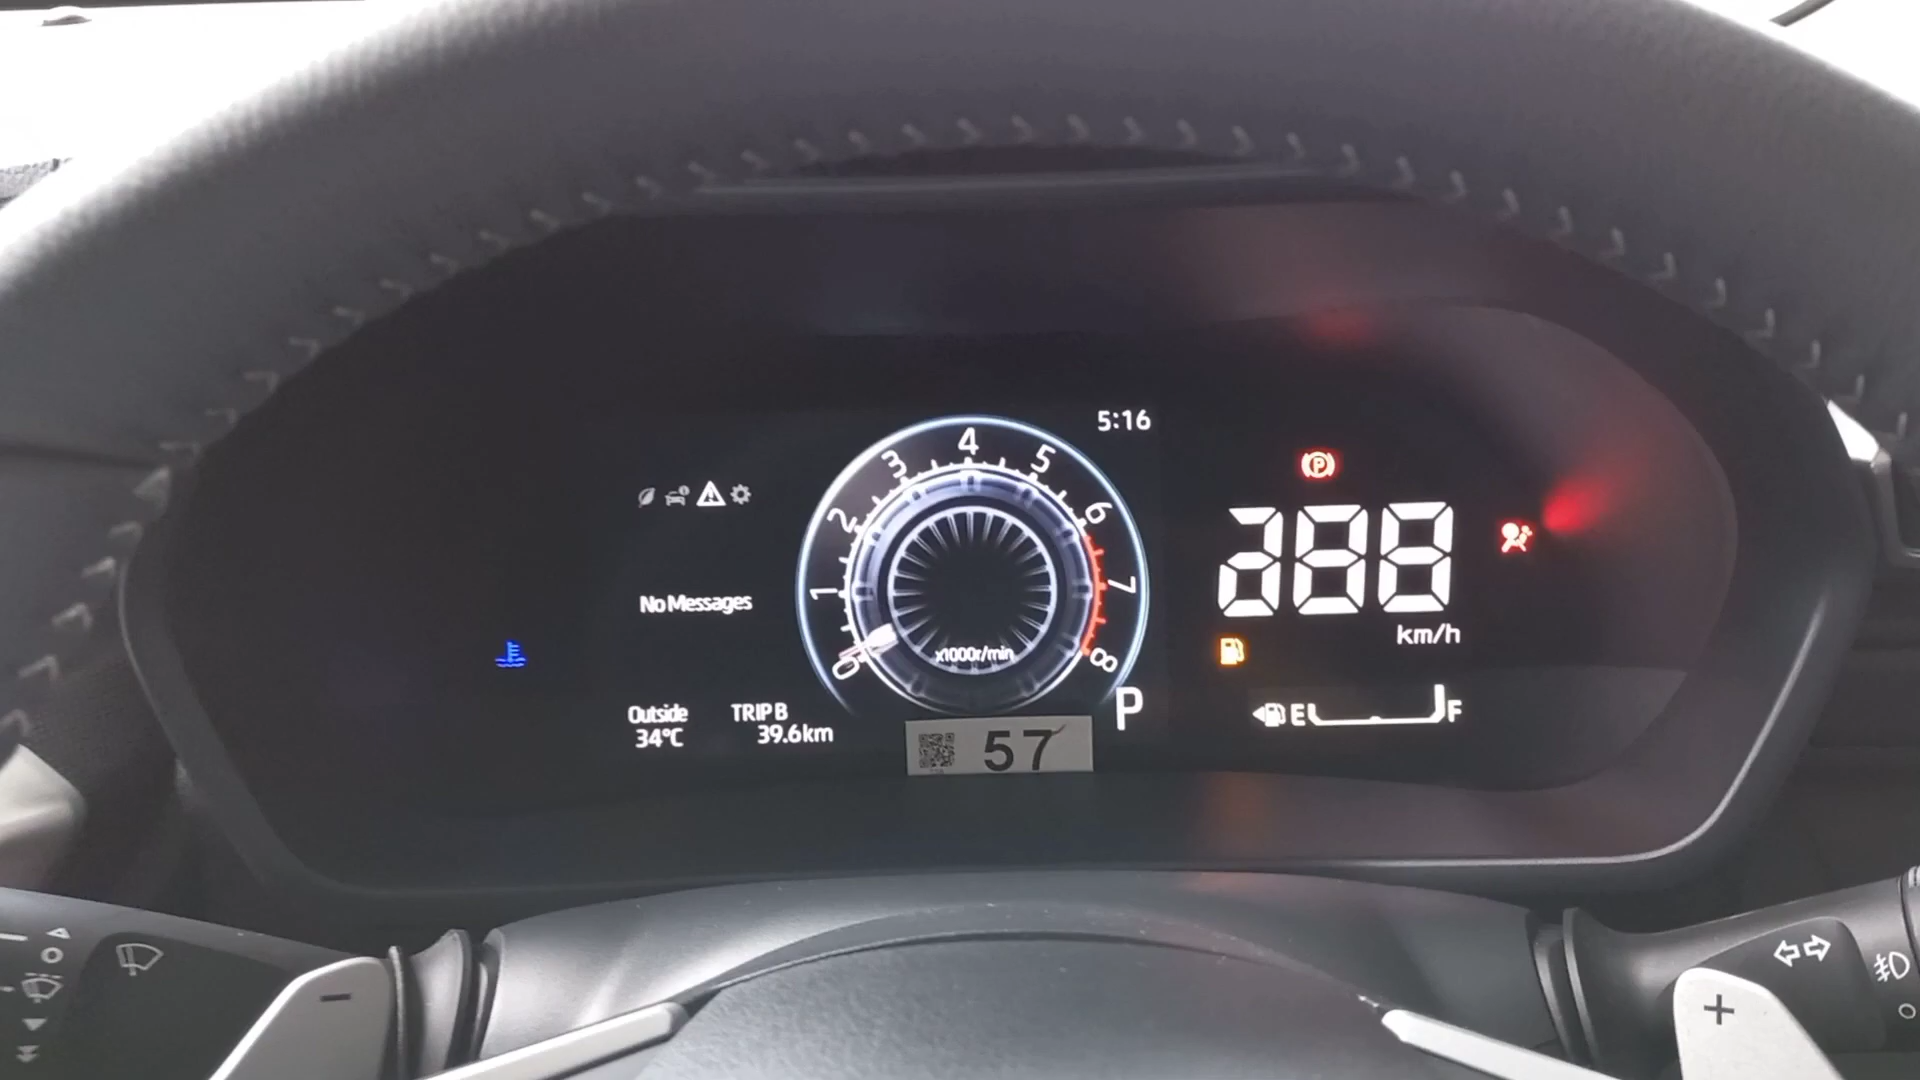 5:16
4
3 5
2 6
1 7
0 8
x1000r/min
No Messages
288
km/h
Outside
34°C
TRIP B
39.6km
P
E F
57
P
-
+